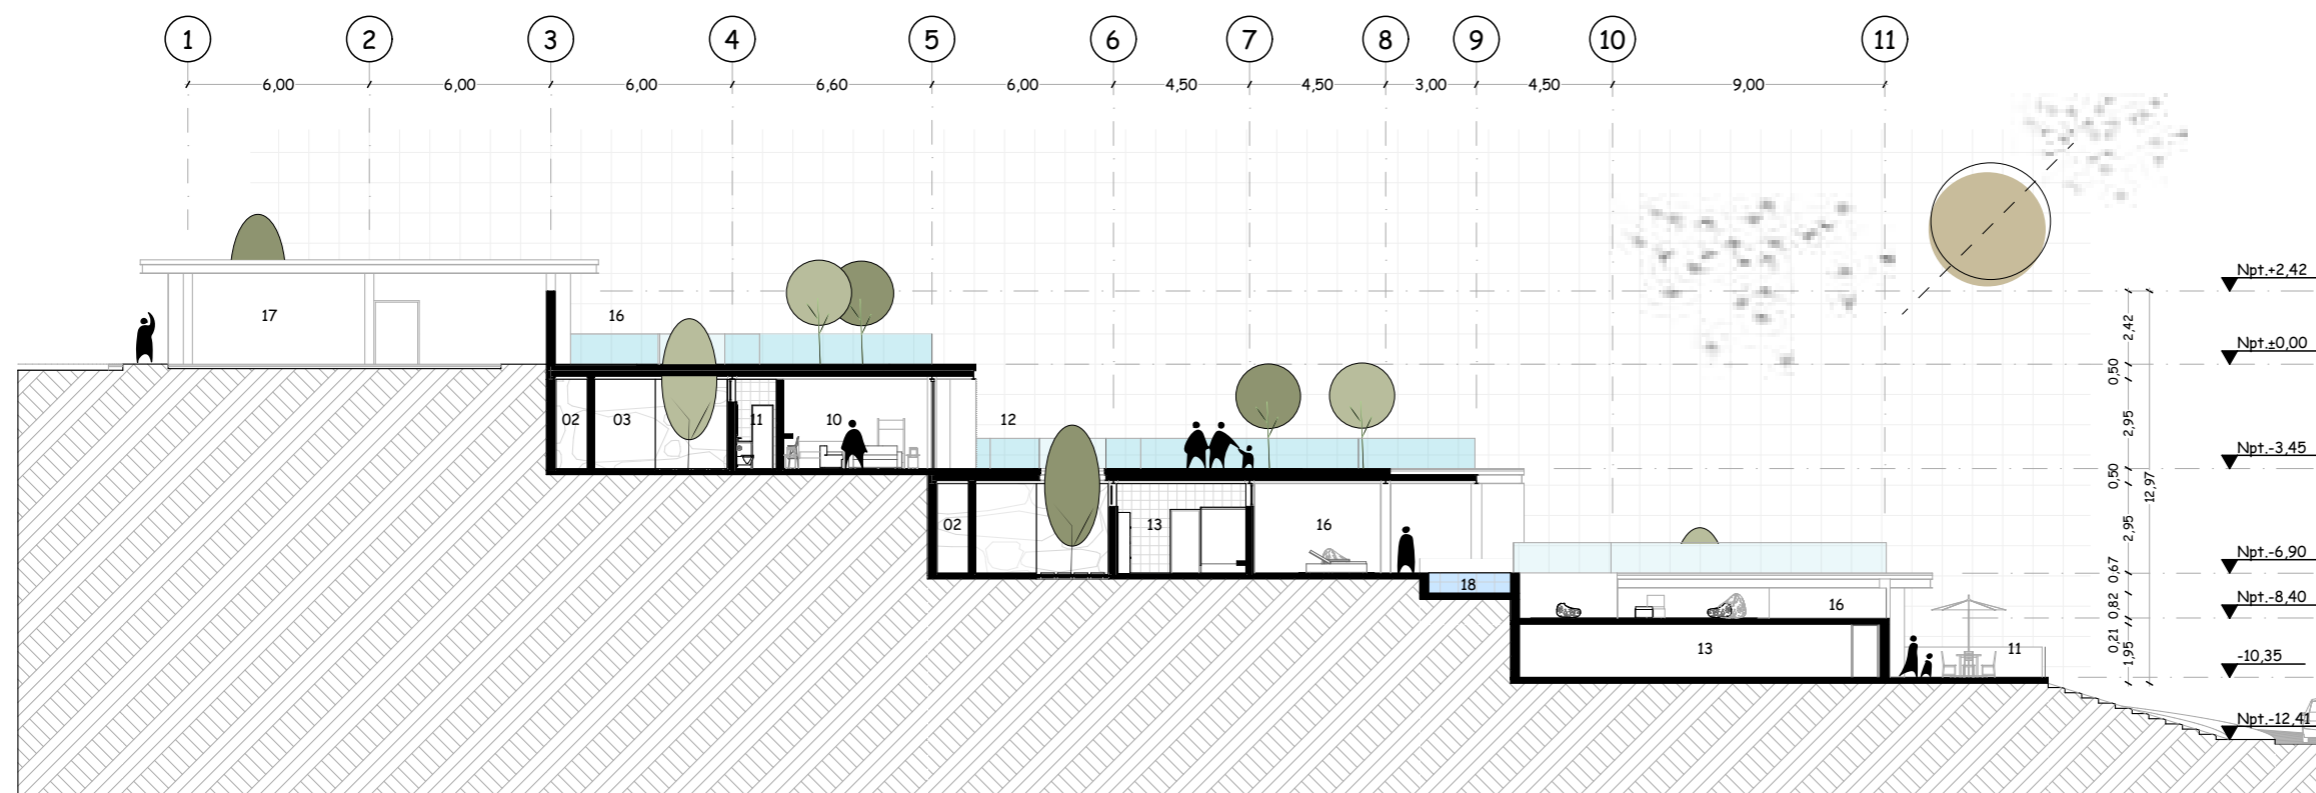 1 2 3 4 5 6 7 8 9 10 11
6,00 6,00 6,00 6,60 6,00 4,50 4,50 3,00 4,50 9,00
Npt.+2,42
17 16
2,42
Npt.±0,00
0,50
02 03 11 10 12
2,95
Npt.-3,45
0,50
12,97
02 13 16
2,95
Npt.-6,90
0,67
18
16
0,82
Npt.-8,40
0,21
13 11
1,95
-10,35
Npt.-12,41